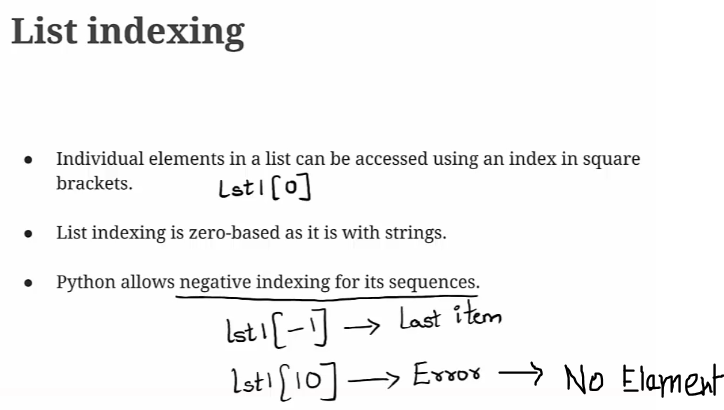 List indexing
● Individual elements in a list can be accessed using an index in square
brackets. Lst1[0]
● List indexing is zero-based as it is with strings.
● Python allows negative indexing for its sequences.
lst1[-1] → Last item
lst1[10] → Error → No Element